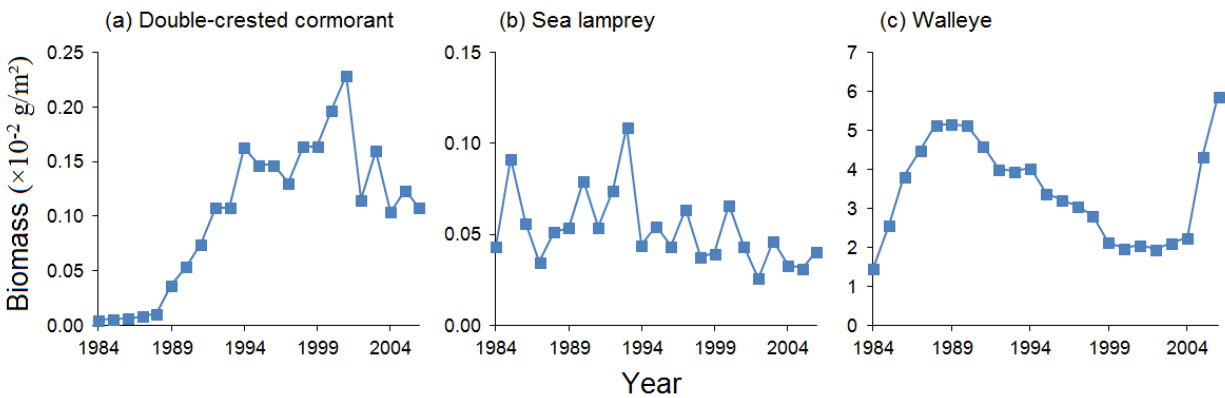 (a) Double-crested cormorant
(b) Sea lamprey
(c) Walleye
Biomass (×10⁻² g/m²)
0.25
0.20
0.15
0.10
0.05
0.00
1984 1989 1994 1999 2004
0.15
0.10
0.05
0.00
1984 1989 1994 1999 2004
7
6
5
4
3
2
1
0
1984 1989 1994 1999 2004
Year